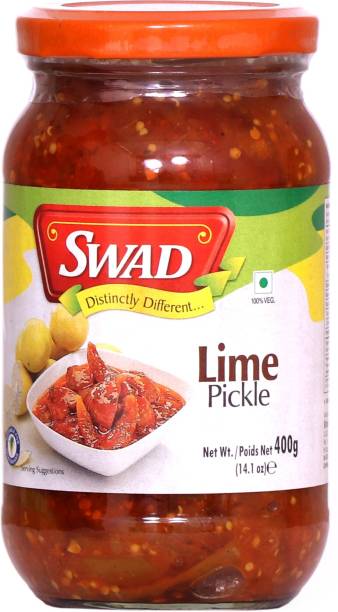 SWAD
Distinctly Different...
100% VEG.
Lime
Pickle
Net Wt. / Poids Net 400g
(14.1 oz)e
Serving Suggestions